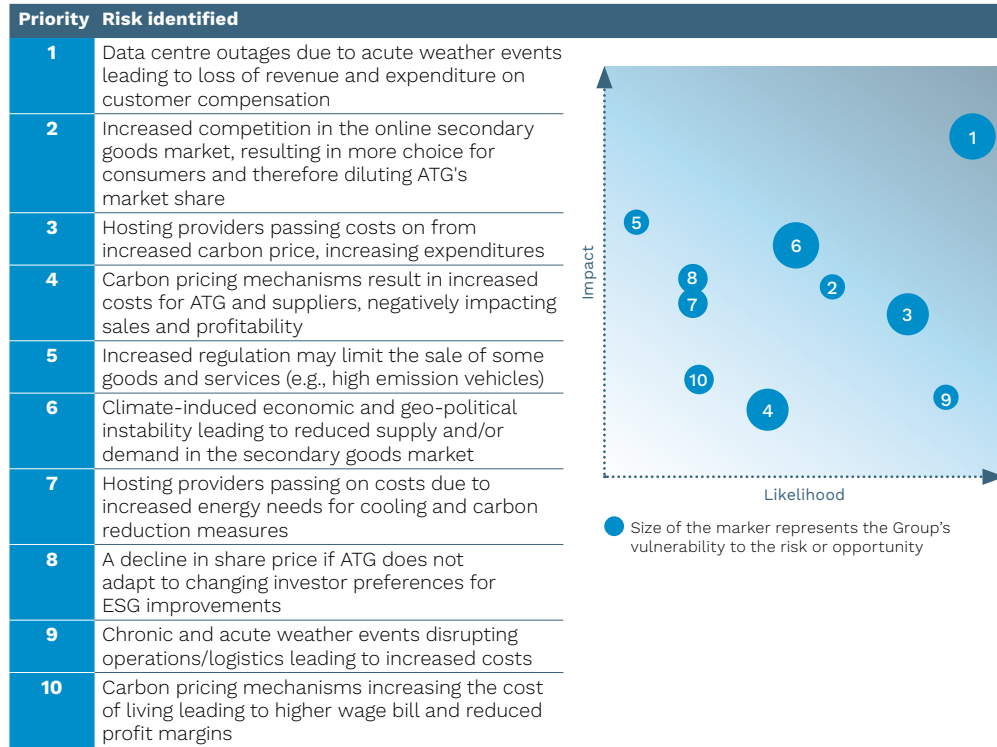 Priority Risk identified
1 Data centre outages due to acute weather events
leading to loss of revenue and expenditure on
customer compensation
2 Increased competition in the online secondary
goods market, resulting in more choice for
consumers and therefore diluting ATG's
market share
3 Hosting providers passing costs on from
increased carbon price, increasing expenditures
4 Carbon pricing mechanisms result in increased
costs for ATG and suppliers, negatively impacting
sales and profitability
5 Increased regulation may limit the sale of some
goods and services (e.g., high emission vehicles)
6 Climate-induced economic and geo-political
instability leading to reduced supply and/or
demand in the secondary goods market
7 Hosting providers passing on costs due to
increased energy needs for cooling and carbon
reduction measures
8 A decline in share price if ATG does not
adapt to changing investor preferences for
ESG improvements
9 Chronic and acute weather events disrupting
operations/logistics leading to increased costs
10 Carbon pricing mechanisms increasing the cost
of living leading to higher wage bill and reduced
profit margins
Impact
1
5
6
8
2
7
3
10
9
4
Likelihood
Size of the marker represents the Group's
vulnerability to the risk or opportunity